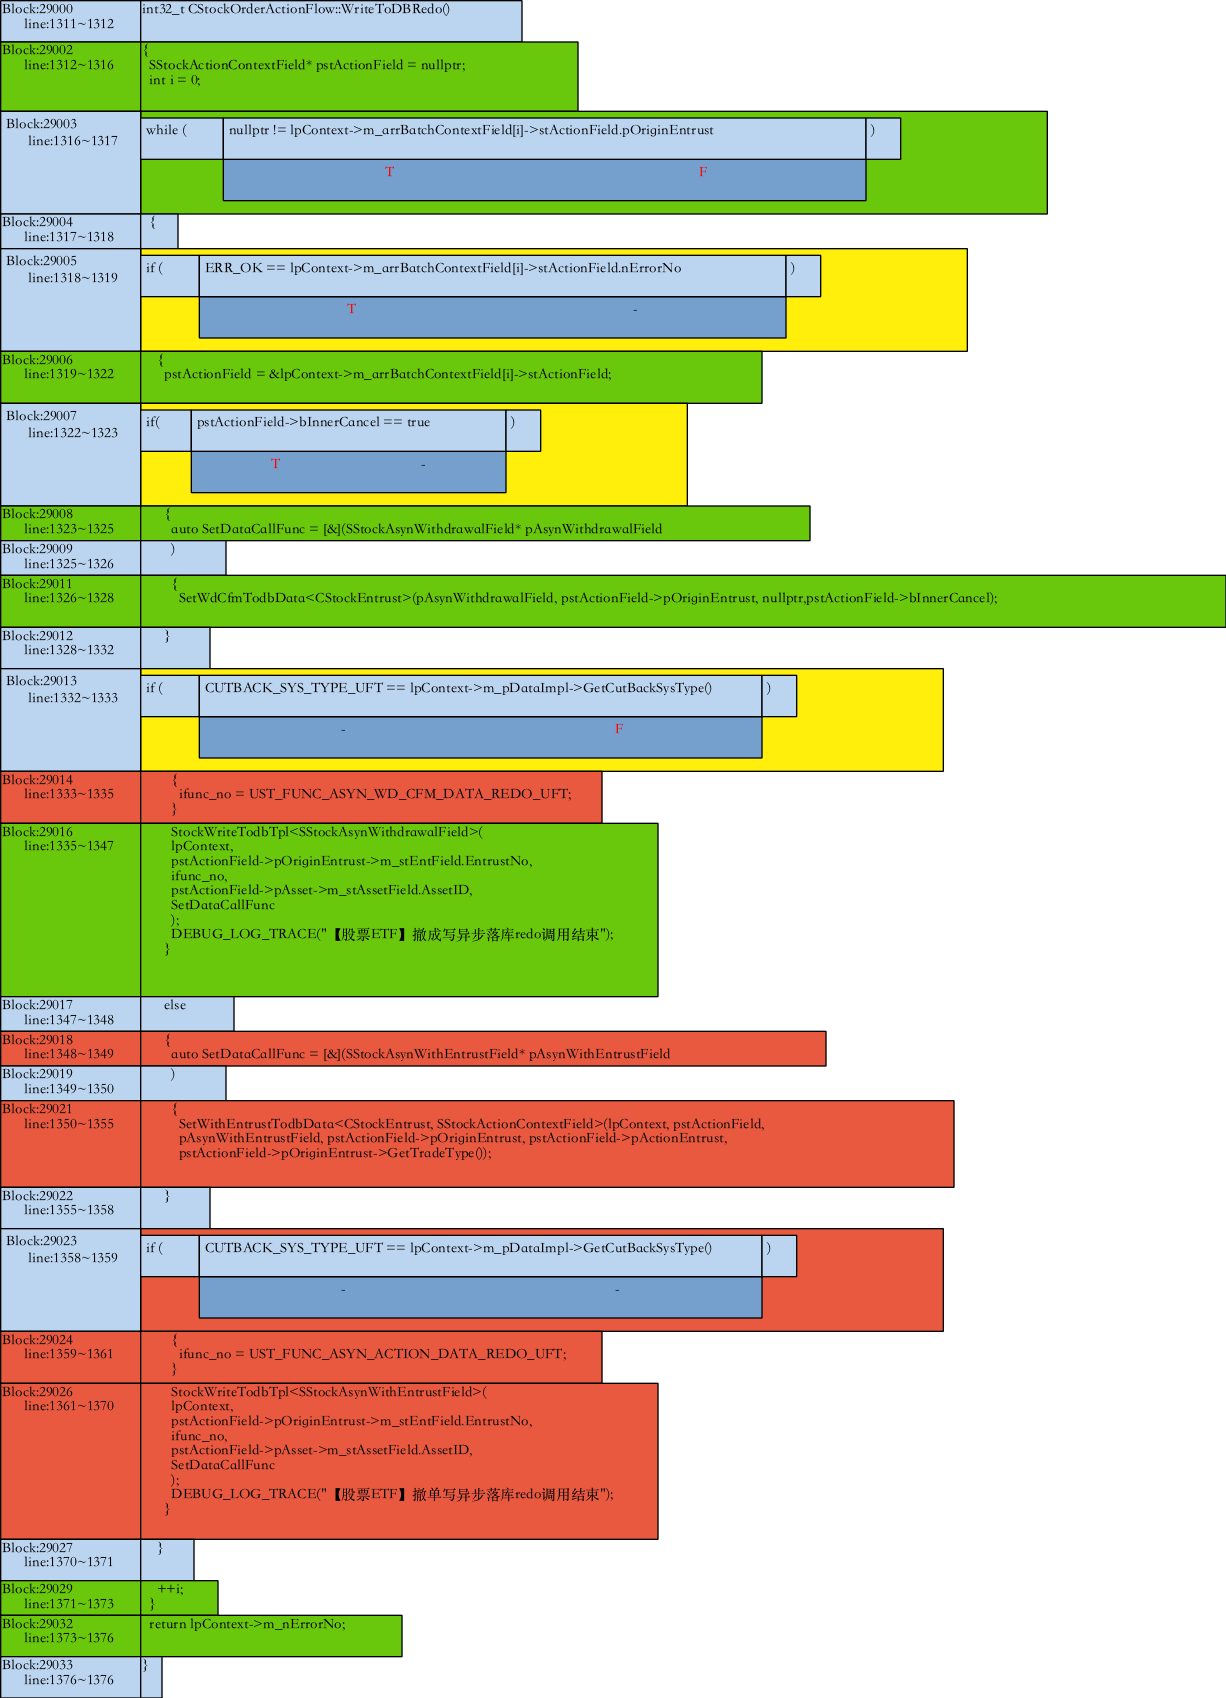 Block:29000
line:1311~1312
int32_t CStockOrderActionFlow::WriteToDBRedo()
Block:29002
line:1312~1316
{
SStockActionContextField* pstActionField = nullptr;
int i = 0;
Block:29003
line:1316~1317
while ( nullptr != lpContext->m_arrBatchContextField[i]->stActionField.pOriginEntrust )
T F
Block:29004
line:1317~1318
{
Block:29005
line:1318~1319
if ( ERR_OK == lpContext->m_arrBatchContextField[i]->stActionField.nErrorNo )
T -
Block:29006
line:1319~1322
{
pstActionField = &lpContext->m_arrBatchContextField[i]->stActionField;
Block:29007
line:1322~1323
if( pstActionField->bInnerCancel == true )
T -
Block:29008
line:1323~1325
{
auto SetDataCallFunc = [&](SStockAsynWithdrawalField* pAsynWithdrawalField
Block:29009
line:1325~1326
)
Block:29011
line:1326~1328
{
SetWdCfmTodbData<CStockEntrust>(pAsynWithdrawalField, pstActionField->pOriginEntrust, nullptr,pstActionField->bInnerCancel);
Block:29012
line:1328~1332
}
Block:29013
line:1332~1333
if ( CUTBACK_SYS_TYPE_UFT == lpContext->m_pDataImpl->GetCutBackSysType() )
- F
Block:29014
line:1333~1335
{
ifunc_no = UST_FUNC_ASYN_WD_CFM_DATA_REDO_UFT;
}
Block:29016
line:1335~1347
StockWriteTodbTpl<SStockAsynWithdrawalField>(
lpContext,
pstActionField->pOriginEntrust->m_stEntField.EntrustNo,
ifunc_no,
pstActionField->pAsset->m_stAssetField.AssetID,
SetDataCallFunc
);
DEBUG_LOG_TRACE("【股票ETF】撤成写异步落库redo调用结束");
}
Block:29017
line:1347~1348
else
Block:29018
line:1348~1349
{
auto SetDataCallFunc = [&](SStockAsynWithEntrustField* pAsynWithEntrustField
Block:29019
line:1349~1350
)
Block:29021
line:1350~1355
{
SetWithEntrustTodbData<CStockEntrust, SStockActionContextField>(lpContext, pstActionField,
pAsynWithEntrustField, pstActionField->pOriginEntrust, pstActionField->pActionEntrust,
pstActionField->pOriginEntrust->GetTradeType());
Block:29022
line:1355~1358
}
Block:29023
line:1358~1359
if ( CUTBACK_SYS_TYPE_UFT == lpContext->m_pDataImpl->GetCutBackSysType() )
- -
Block:29024
line:1359~1361
{
ifunc_no = UST_FUNC_ASYN_ACTION_DATA_REDO_UFT;
}
Block:29026
line:1361~1370
StockWriteTodbTpl<SStockAsynWithEntrustField>(
lpContext,
pstActionField->pOriginEntrust->m_stEntField.EntrustNo,
ifunc_no,
pstActionField->pAsset->m_stAssetField.AssetID,
SetDataCallFunc
);
DEBUG_LOG_TRACE("【股票ETF】撤单写异步落库redo调用结束");
}
Block:29027
line:1370~1371
}
Block:29029
line:1371~1373
++i;
}
Block:29032
line:1373~1376
return lpContext->m_nErrorNo;
Block:29033
line:1376~1376
}